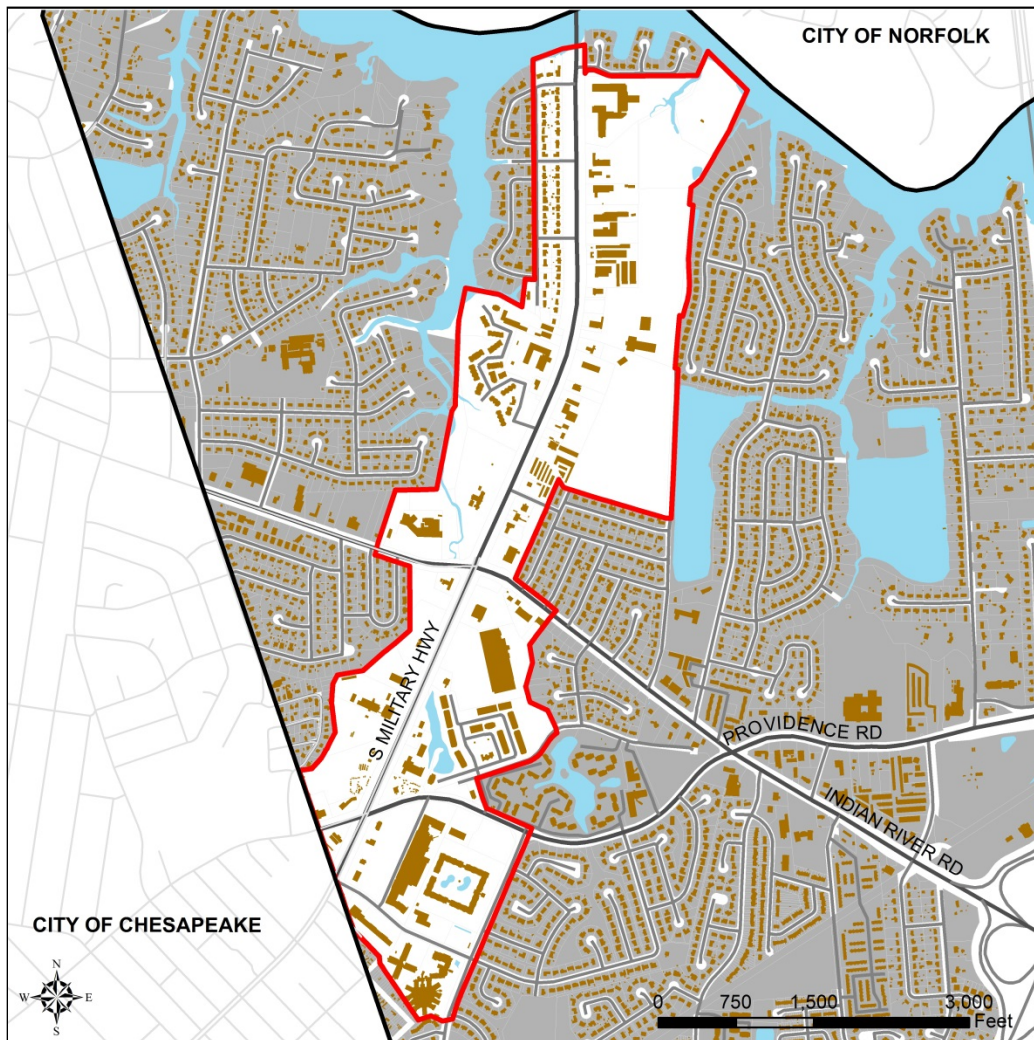 CITY OF NORFOLK
S MILITARY HWY
PROVIDENCE RD
INDIAN RIVER RD
CITY OF CHESAPEAKE
N
W E
S
0 750 1,500 3,000
Feet